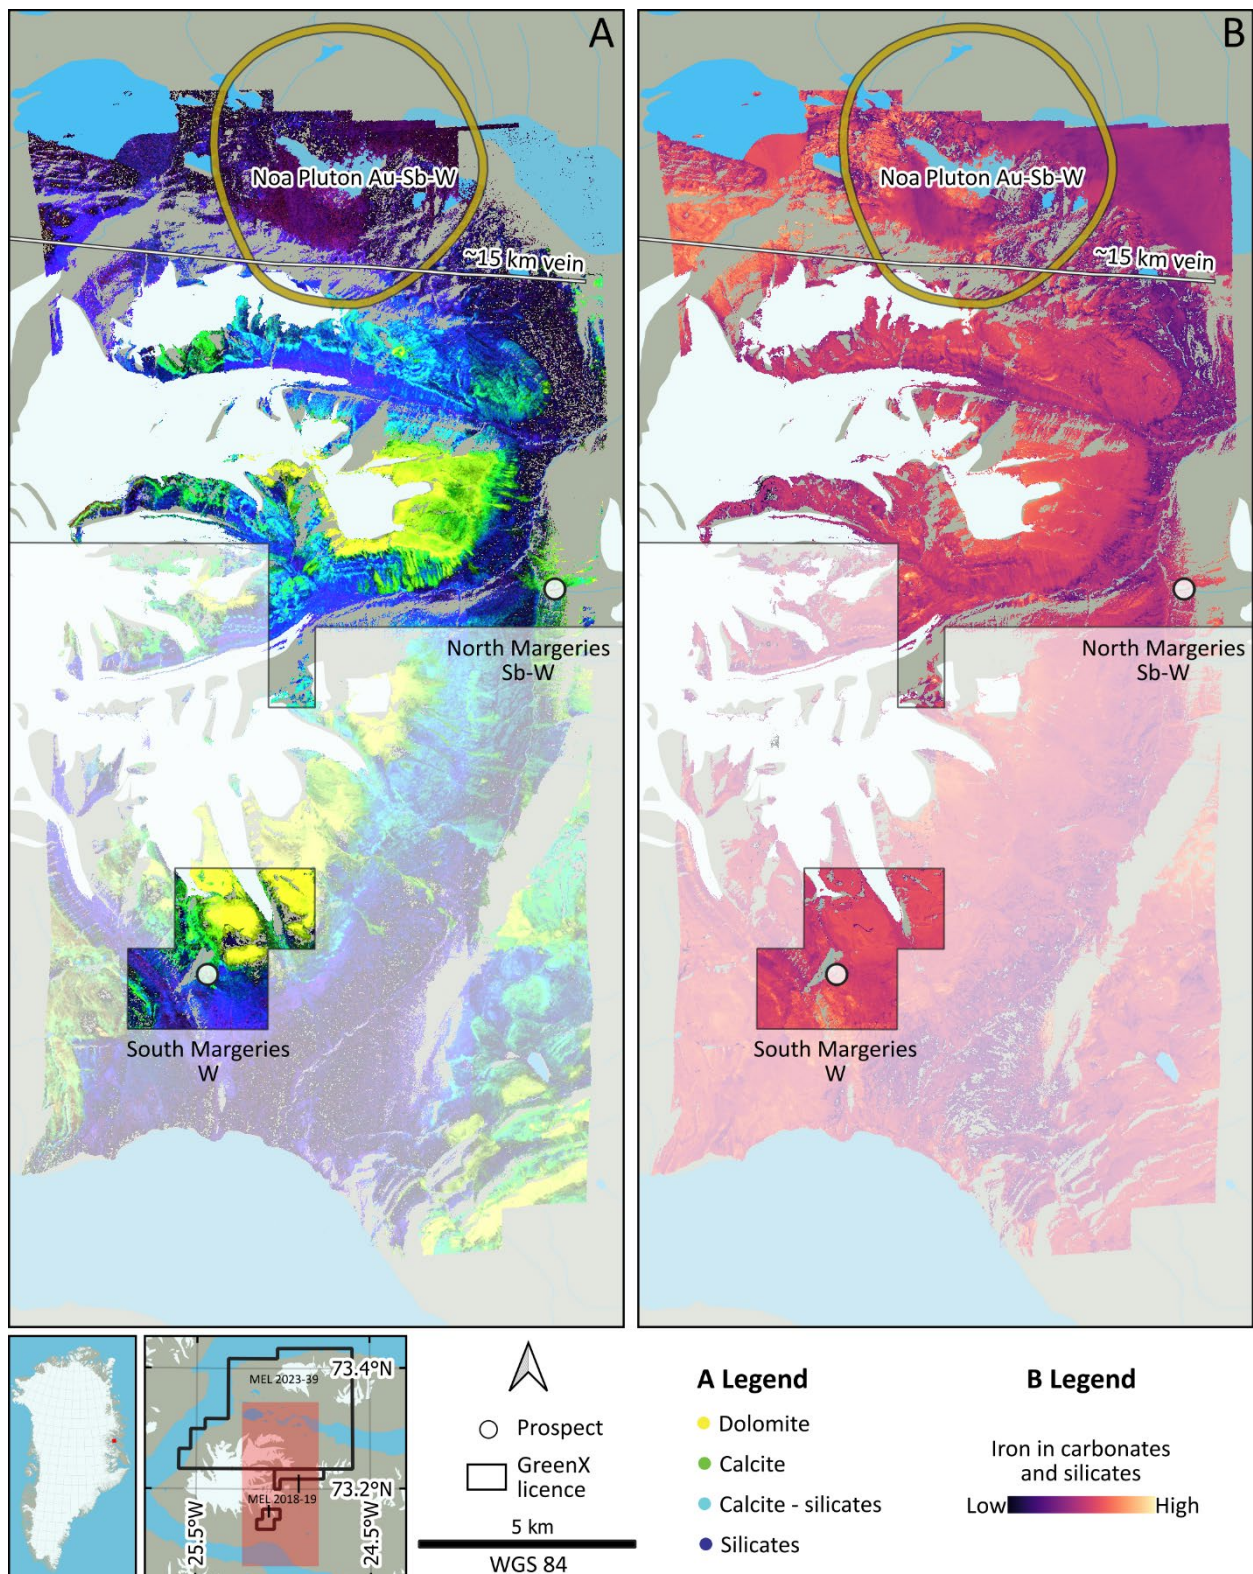 A
Noa Pluton Au-Sb-W
~15 km vein
North Margeries
Sb-W
South Margeries
W
B
Noa Pluton Au-Sb-W
~15 km vein
North Margeries
Sb-W
South Margeries
W
73.4°N
MEL 2023-39
73.2°N
MEL 2018-19
25.5°W
24.5°W
Prospect
GreenX
licence
5 km
WGS 84
A Legend
Dolomite
Calcite
Calcite - silicates
Silicates
B Legend
Iron in carbonates
and silicates
Low
High